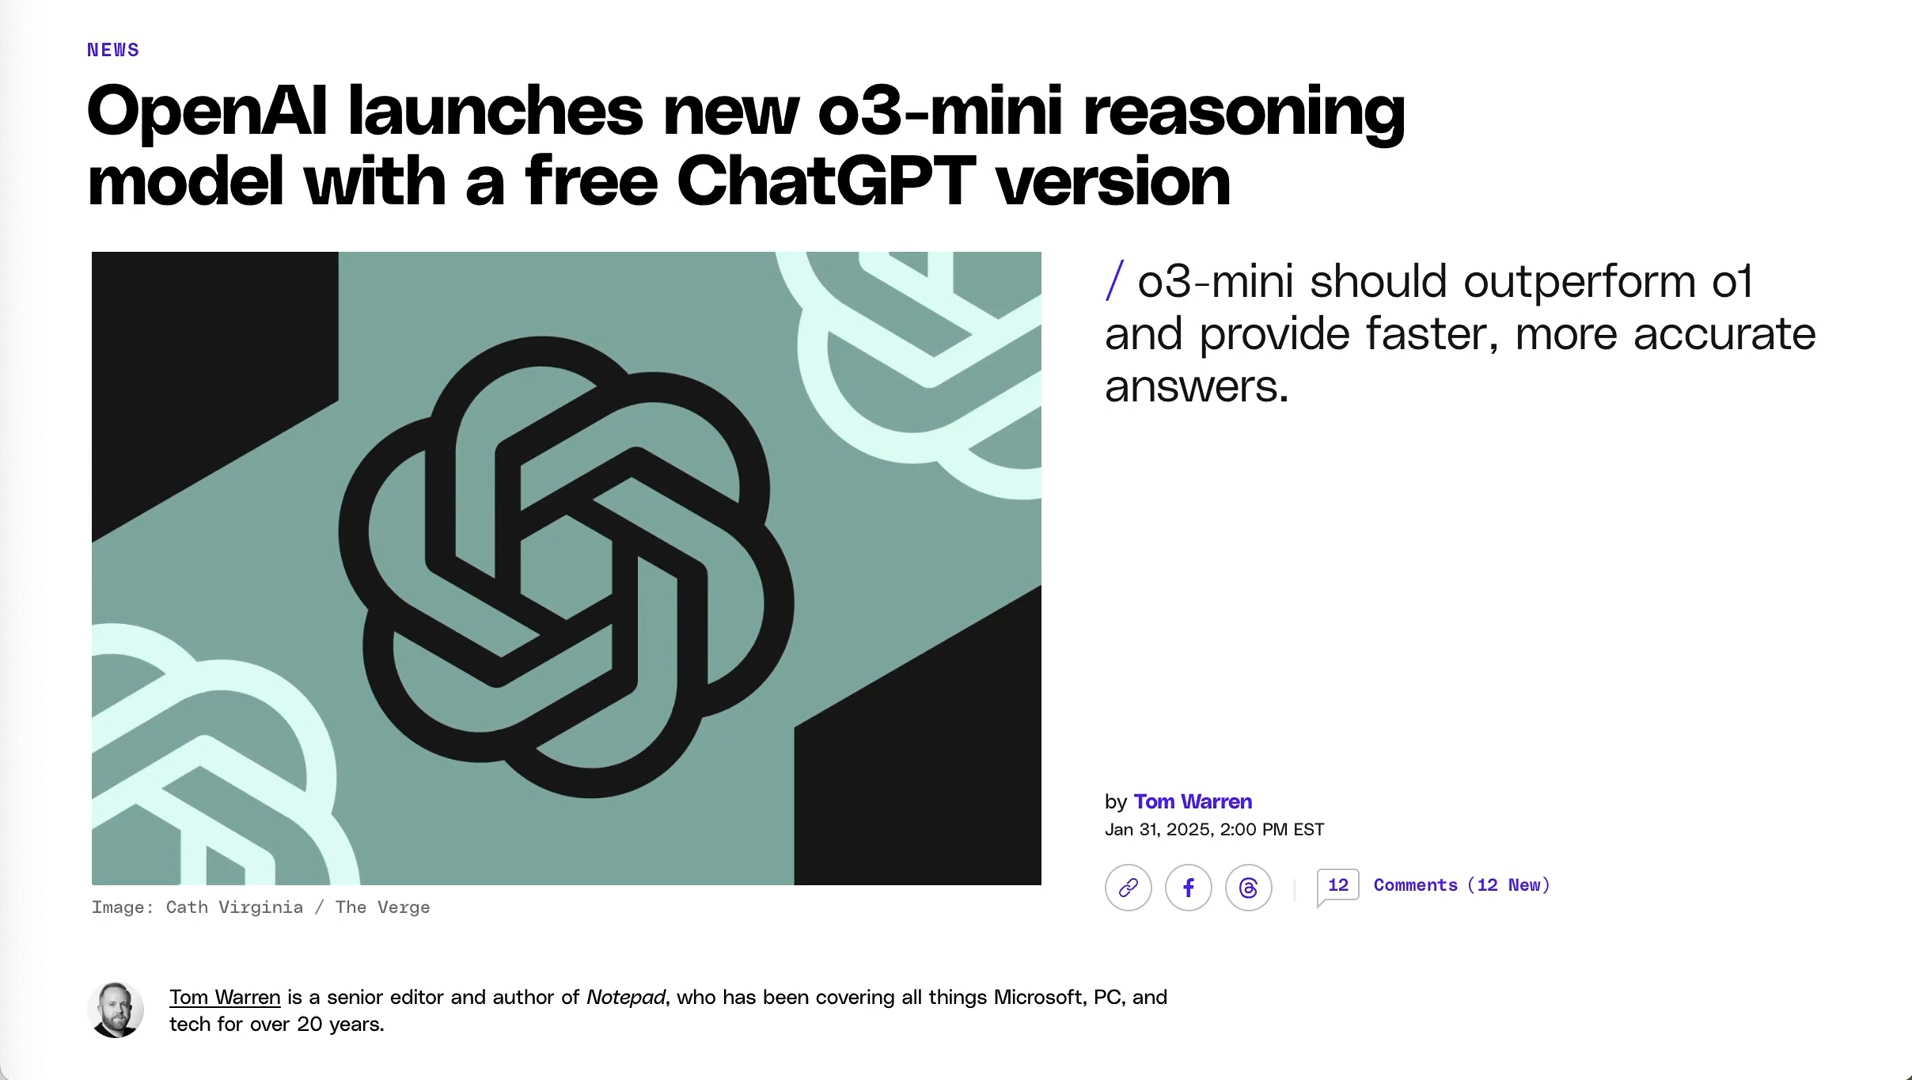 NEWS
OpenAI launches new o3-mini reasoning
model with a free ChatGPT version
/ o3-mini should outperform o1
and provide faster, more accurate
answers.
by Tom Warren
Jan 31, 2025, 2:00 PM EST
12 Comments (12 New)
Image: Cath Virginia / The Verge
Tom Warren is a senior editor and author of Notepad, who has been covering all things Microsoft, PC, and
tech for over 20 years.